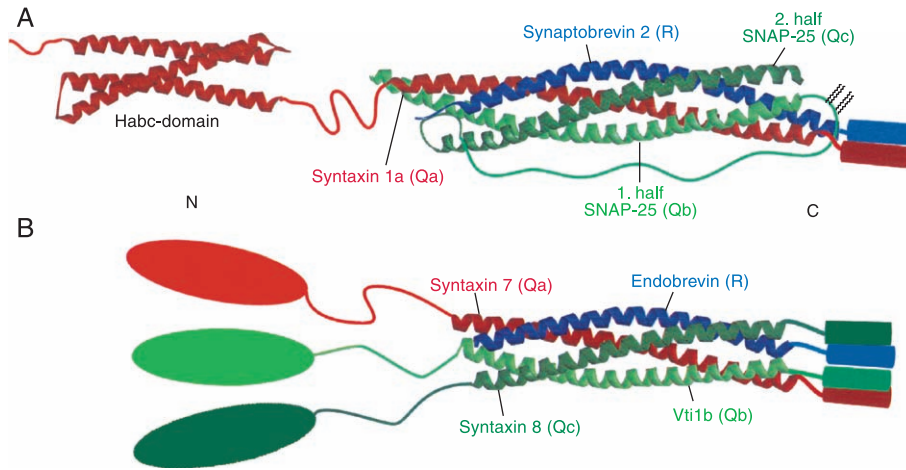 A
Synaptobrevin 2 (R)
2. half
SNAP-25 (Qc)
Habc-domain
Syntaxin 1a (Qa)
1. half
SNAP-25 (Qb)
N
C
B
Syntaxin 7 (Qa)
Endobrevin (R)
Syntaxin 8 (Qc)
Vti1b (Qb)